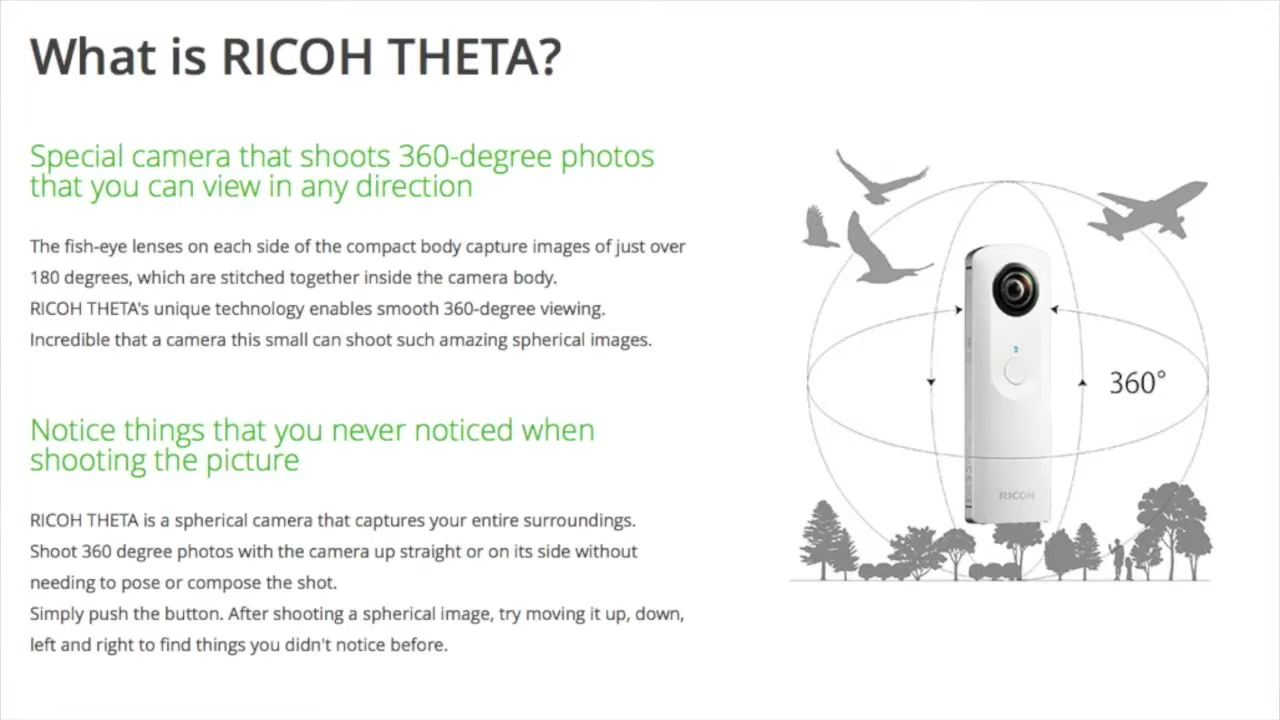 What is RICOH THETA?
Special camera that shoots 360-degree photos
that you can view in any direction
The fish-eye lenses on each side of the compact body capture images of just over
180 degrees, which are stitched together inside the camera body.
RICOH THETA's unique technology enables smooth 360-degree viewing.
Incredible that a camera this small can shoot such amazing spherical images.
360°
RICOH
Notice things that you never noticed when
shooting the picture
RICOH THETA is a spherical camera that captures your entire surroundings.
Shoot 360 degree photos with the camera up straight or on its side without
needing to pose or compose the shot.
Simply push the button. After shooting a spherical image, try moving it up, down,
left and right to find things you didn't notice before.